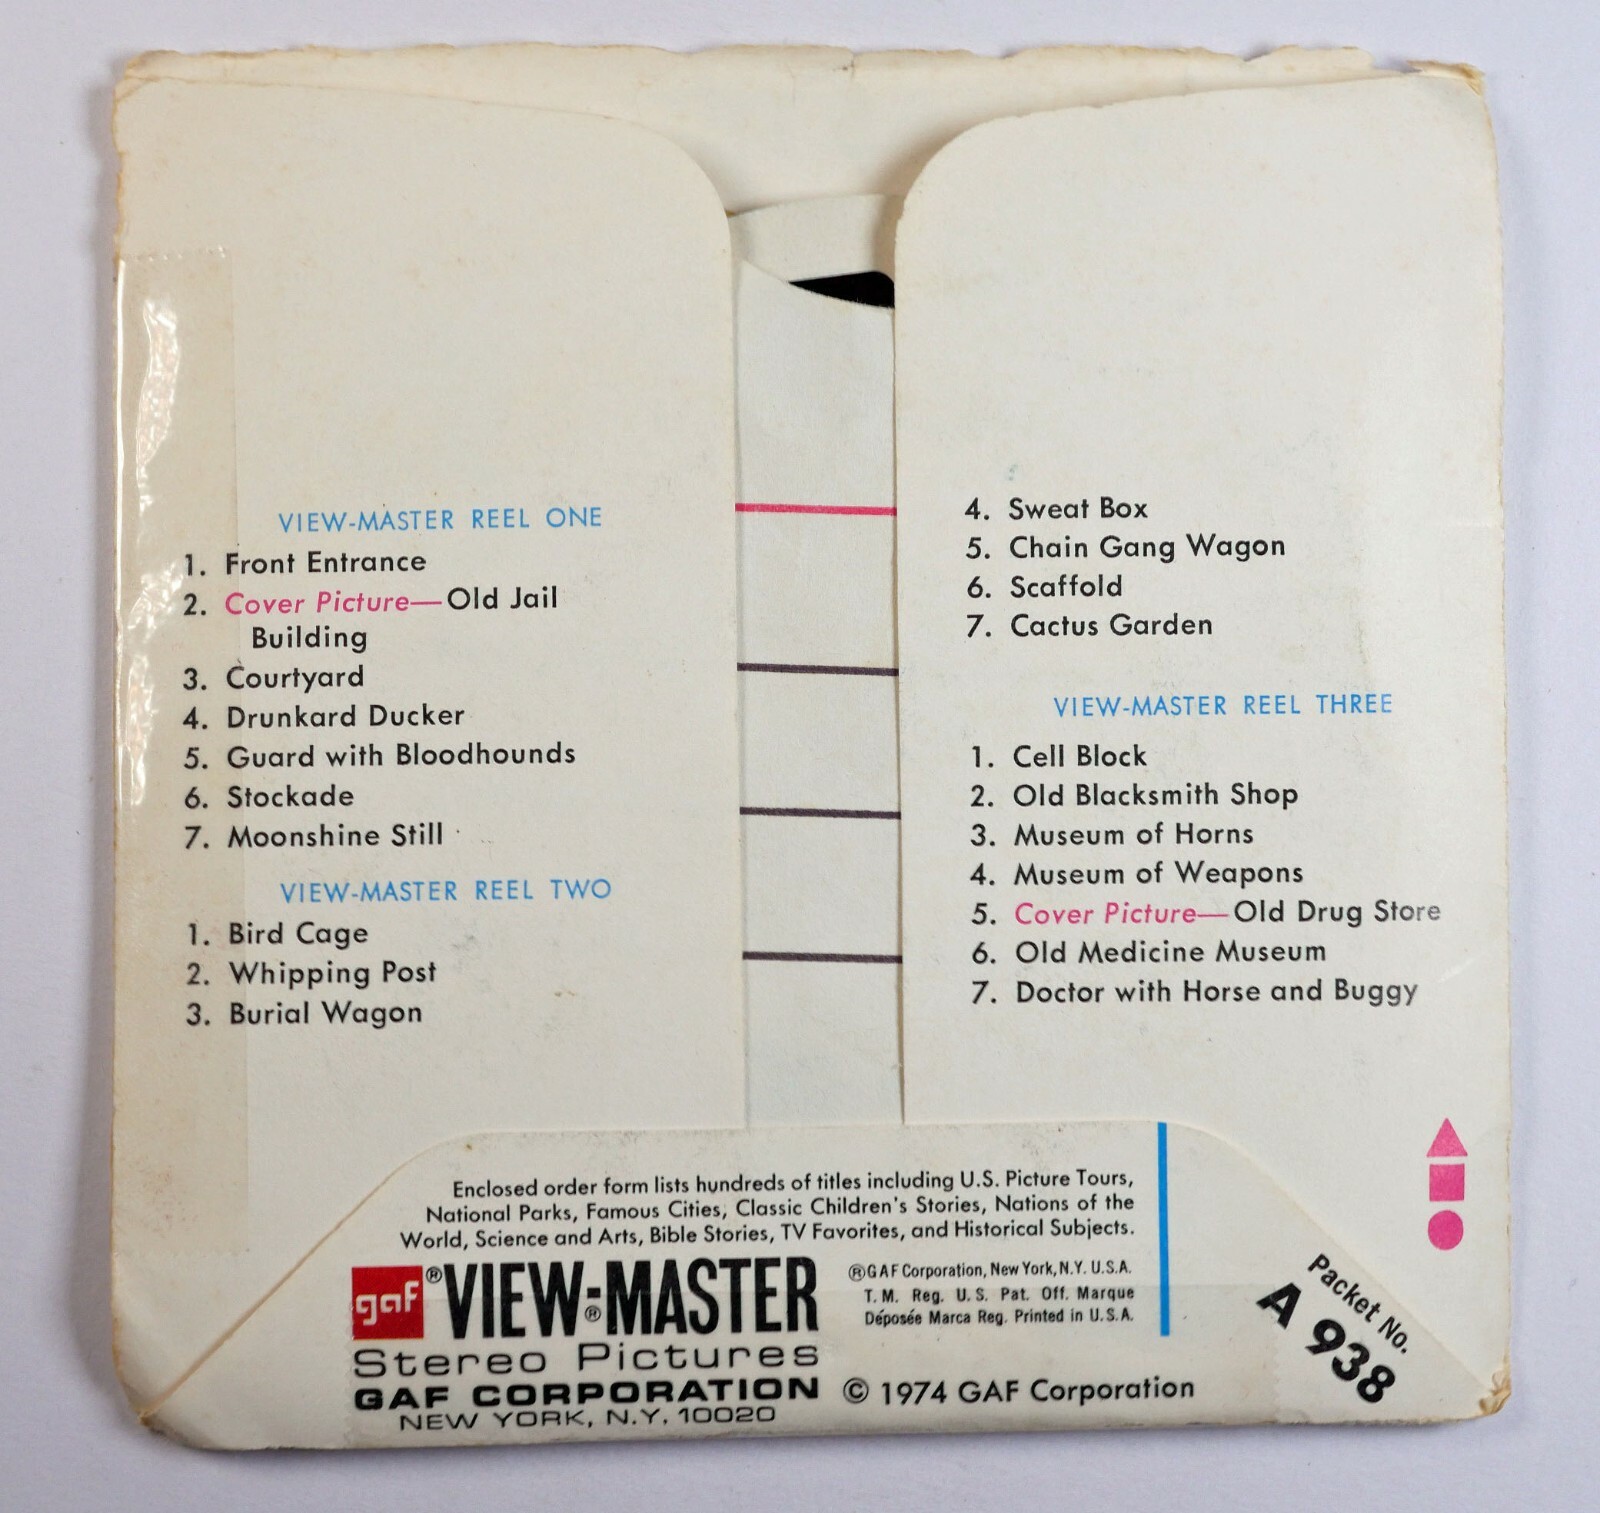 VIEW-MASTER REEL ONE
1. Front Entrance
2. Cover Picture—Old Jail
Building
3. Courtyard
4. Drunkard Ducker
5. Guard with Bloodhounds
6. Stockade
7. Moonshine Still
VIEW-MASTER REEL TWO
1. Bird Cage
2. Whipping Post
3. Burial Wagon
4. Sweat Box
5. Chain Gang Wagon
6. Scaffold
7. Cactus Garden
VIEW-MASTER REEL THREE
1. Cell Block
2. Old Blacksmith Shop
3. Museum of Horns
4. Museum of Weapons
5. Cover Picture—Old Drug Store
6. Old Medicine Museum
7. Doctor with Horse and Buggy
Enclosed order form lists hundreds of titles including U.S. Picture Tours,
National Parks, Famous Cities, Classic Children's Stories, Nations of the
World, Science and Arts, Bible Stories, TV Favorites, and Historical Subjects.
gaf® VIEW-MASTER®
Stereo Pictures
GAF CORPORATION
NEW YORK, N.Y. 10020
®GAF Corporation, New York, N.Y. U.S.A.
T. M. Reg. U. S. Pat. Off. Marque
Déposée Marca Reg. Printed in U.S.A.
© 1974 GAF Corporation
Packet No.
A 938